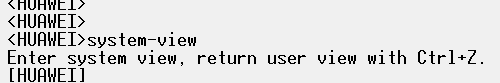 <HUAWEI>
<HUAWEI>
<HUAWEI>system-view
Enter system view, return user view with Ctrl+Z.
[HUAWEI]